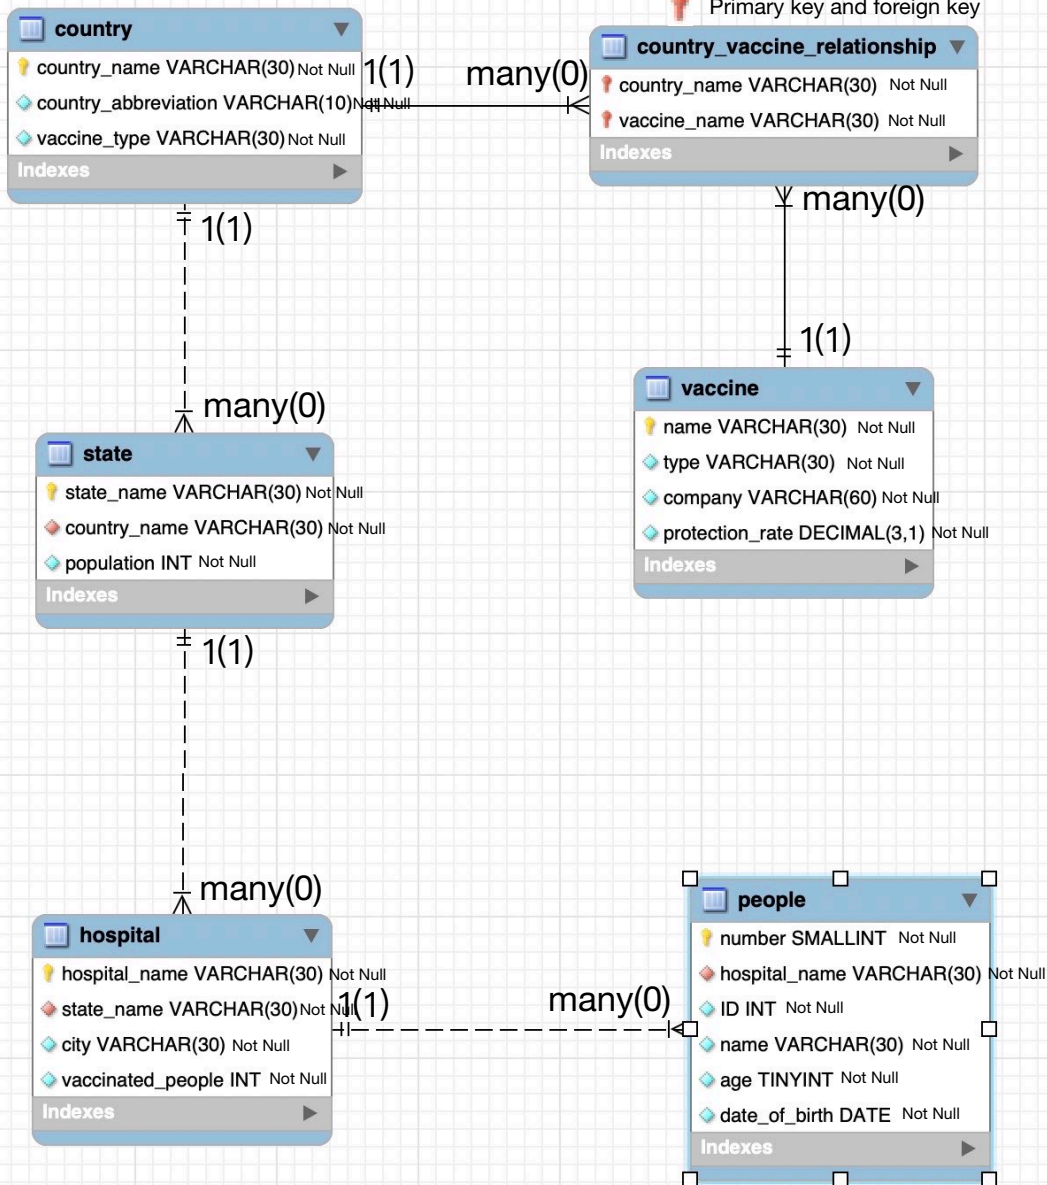 Primary key and foreign key
country
country_name VARCHAR(30) Not Null
country_abbreviation VARCHAR(10) Not Null
vaccine_type VARCHAR(30) Not Null
Indexes
1(1)
many(0)
country_vaccine_relationship
country_name VARCHAR(30) Not Null
vaccine_name VARCHAR(30) Not Null
Indexes
1(1)
many(0)
many(0)
1(1)
state
state_name VARCHAR(30) Not Null
country_name VARCHAR(30) Not Null
population INT Not Null
Indexes
vaccine
name VARCHAR(30) Not Null
type VARCHAR(30) Not Null
company VARCHAR(60) Not Null
protection_rate DECIMAL(3,1) Not Null
Indexes
1(1)
many(0)
hospital
hospital_name VARCHAR(30) Not Null
state_name VARCHAR(30) Not Null
city VARCHAR(30) Not Null
vaccinated_people INT Not Null
Indexes
1(1)
many(0)
people
number SMALLINT Not Null
hospital_name VARCHAR(30) Not Null
ID INT Not Null
name VARCHAR(30) Not Null
age TINYINT Not Null
date_of_birth DATE Not Null
Indexes